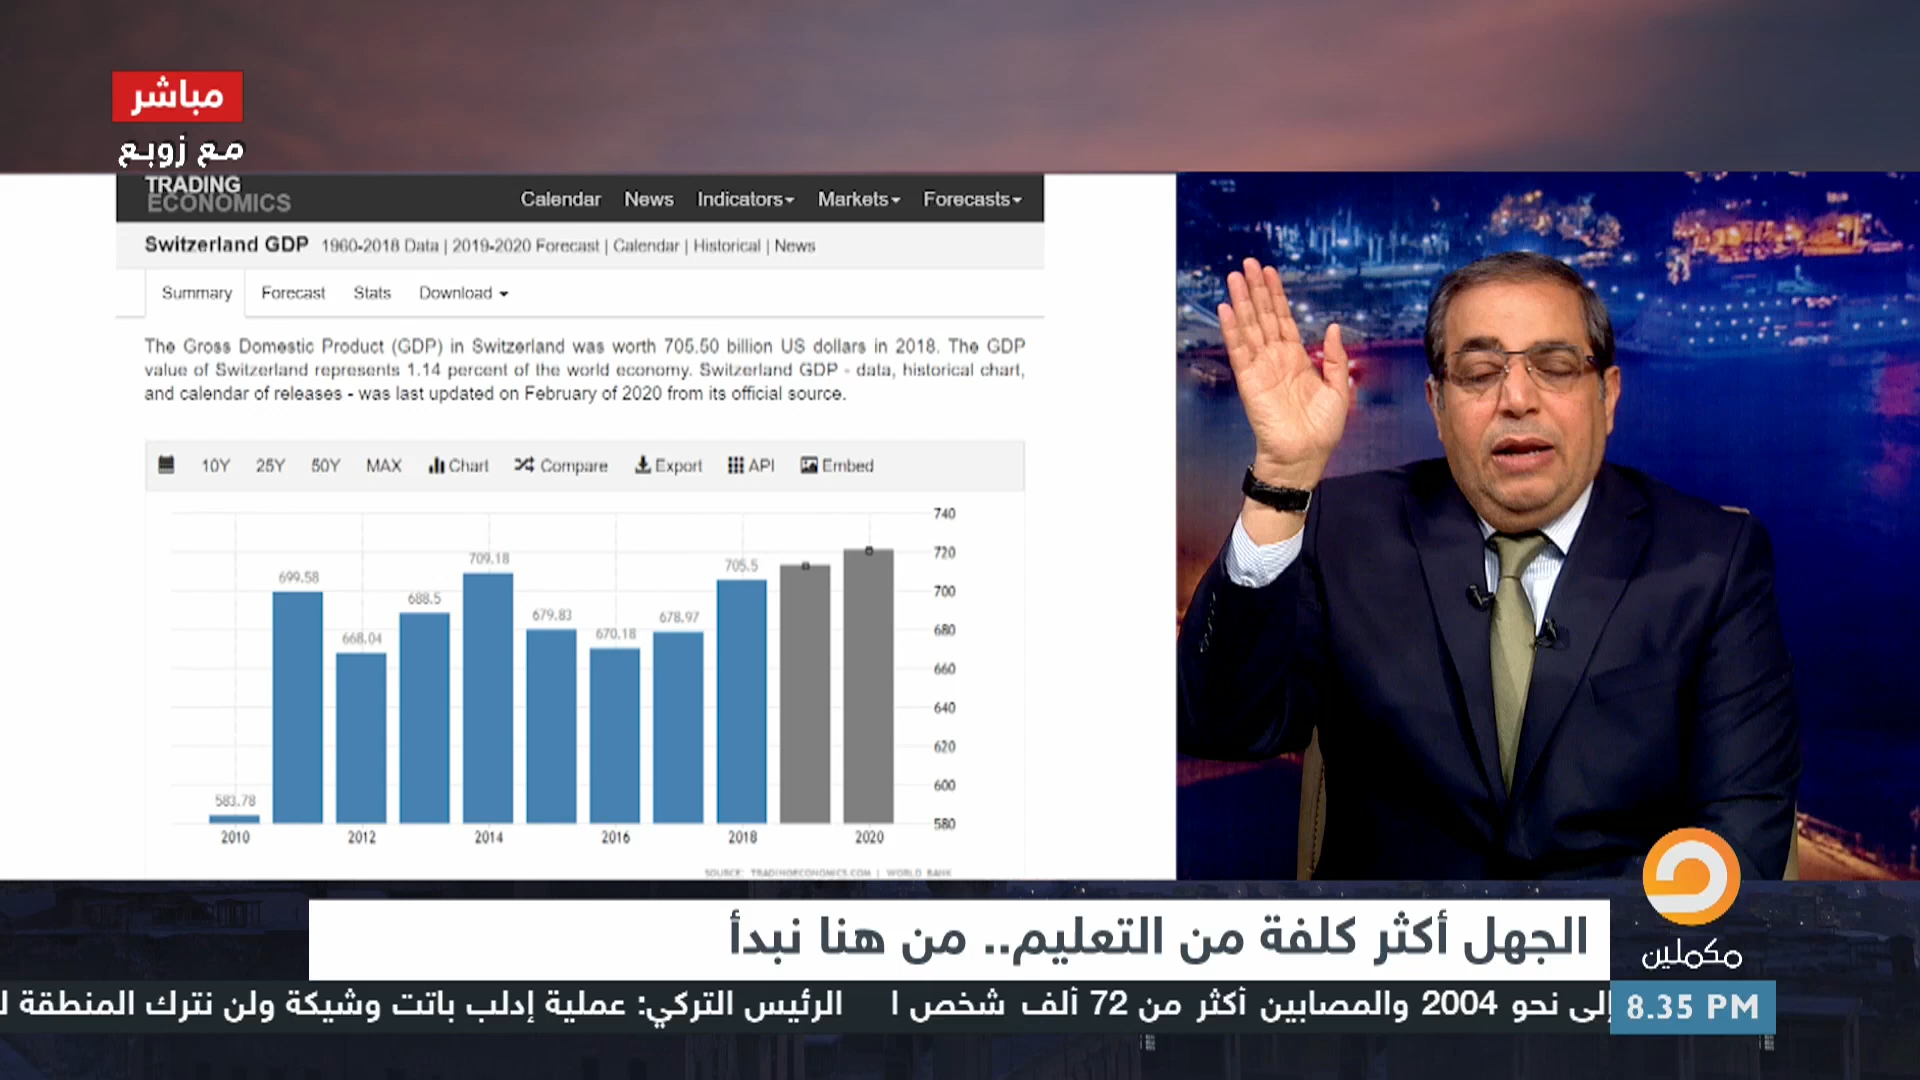 مباشر
مع زوبع
TRADING
ECONOMICS
Calendar News Indicators Markets Forecasts
Switzerland GDP 1960-2018 Data | 2019-2020 Forecast | Calendar | Historical | News
Summary Forecast Stats Download
The Gross Domestic Product (GDP) in Switzerland was worth 705.50 billion US dollars in 2018. The GDP
value of Switzerland represents 1.14 percent of the world economy. Switzerland GDP - data, historical chart,
and calendar of releases - was last updated on February of 2020 from its official source.
10Y 25Y 50Y MAX Chart Compare Export API Embed
740
720
700
680
660
640
620
600
580
583.78
699.58
668.04
688.5
709.18
679.83
670.18
678.97
705.5
2010 2012 2014 2016 2018 2020
SOURCE: TRADINGECONOMICS.COM | WORLD BANK
الجهل أكثر كلفة من التعليم.. من هنا نبدأ
مكملين
إلى نحو 2004 والمصابين أكثر من 72 ألف شخص الرئيس التركي: عملية إدلب باتت وشيكة ولن نترك المنطقة
8.35 PM